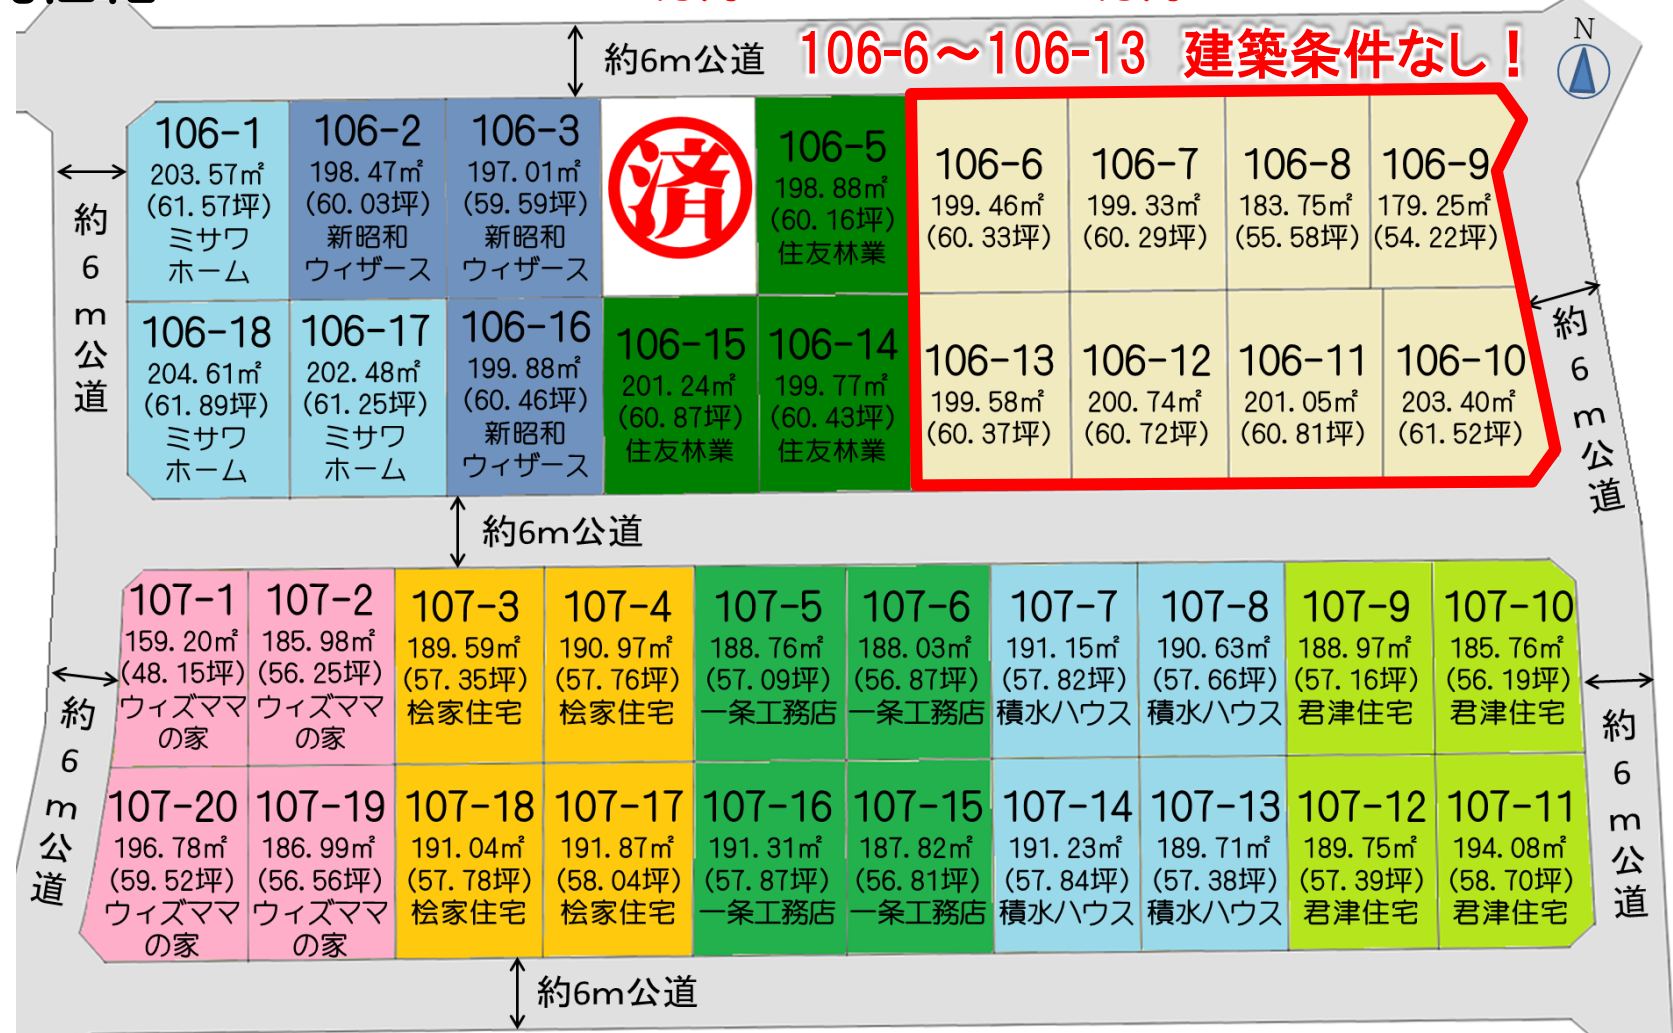 約6m公道
106-6～106-13 建築条件なし！
N
106-1
203.57㎡
(61.57坪)
ミサワ
ホーム
106-2
198.47㎡
(60.03坪)
新昭和
ウィザース
106-3
197.01㎡
(59.59坪)
新昭和
ウィザース
済
106-5
198.88㎡
(60.16坪)
住友林業
106-6
199.46㎡
(60.33坪)
106-7
199.33㎡
(60.29坪)
106-8
183.75㎡
(55.58坪)
106-9
179.25㎡
(54.22坪)
約6m公道
約6m公道
106-18
204.61㎡
(61.89坪)
ミサワ
ホーム
106-17
202.48㎡
(61.25坪)
ミサワ
ホーム
106-16
199.88㎡
(60.46坪)
新昭和
ウィザース
106-15
201.24㎡
(60.87坪)
住友林業
106-14
199.77㎡
(60.43坪)
住友林業
106-13
199.58㎡
(60.37坪)
106-12
200.74㎡
(60.72坪)
106-11
201.05㎡
(60.81坪)
106-10
203.40㎡
(61.52坪)
約6m公道
107-1
159.20㎡
(48.15坪)
ウィズママ
の家
107-2
185.98㎡
(56.25坪)
ウィズママ
の家
107-3
189.59㎡
(57.35坪)
桧家住宅
107-4
190.97㎡
(57.76坪)
桧家住宅
107-5
188.76㎡
(57.09坪)
一条工務店
107-6
188.03㎡
(56.87坪)
一条工務店
107-7
191.15㎡
(57.82坪)
積水ハウス
107-8
190.63㎡
(57.66坪)
積水ハウス
107-9
188.97㎡
(57.16坪)
君津住宅
107-10
185.76㎡
(56.19坪)
君津住宅
約6m公道
約6m公道
107-20
196.78㎡
(59.52坪)
ウィズママ
の家
107-19
186.99㎡
(56.56坪)
ウィズママ
の家
107-18
191.04㎡
(57.78坪)
桧家住宅
107-17
191.87㎡
(58.04坪)
桧家住宅
107-16
191.31㎡
(57.87坪)
一条工務店
107-15
187.82㎡
(56.81坪)
一条工務店
107-14
191.23㎡
(57.84坪)
積水ハウス
107-13
189.71㎡
(57.38坪)
積水ハウス
107-12
189.75㎡
(57.39坪)
君津住宅
107-11
194.08㎡
(58.70坪)
君津住宅
約6m公道